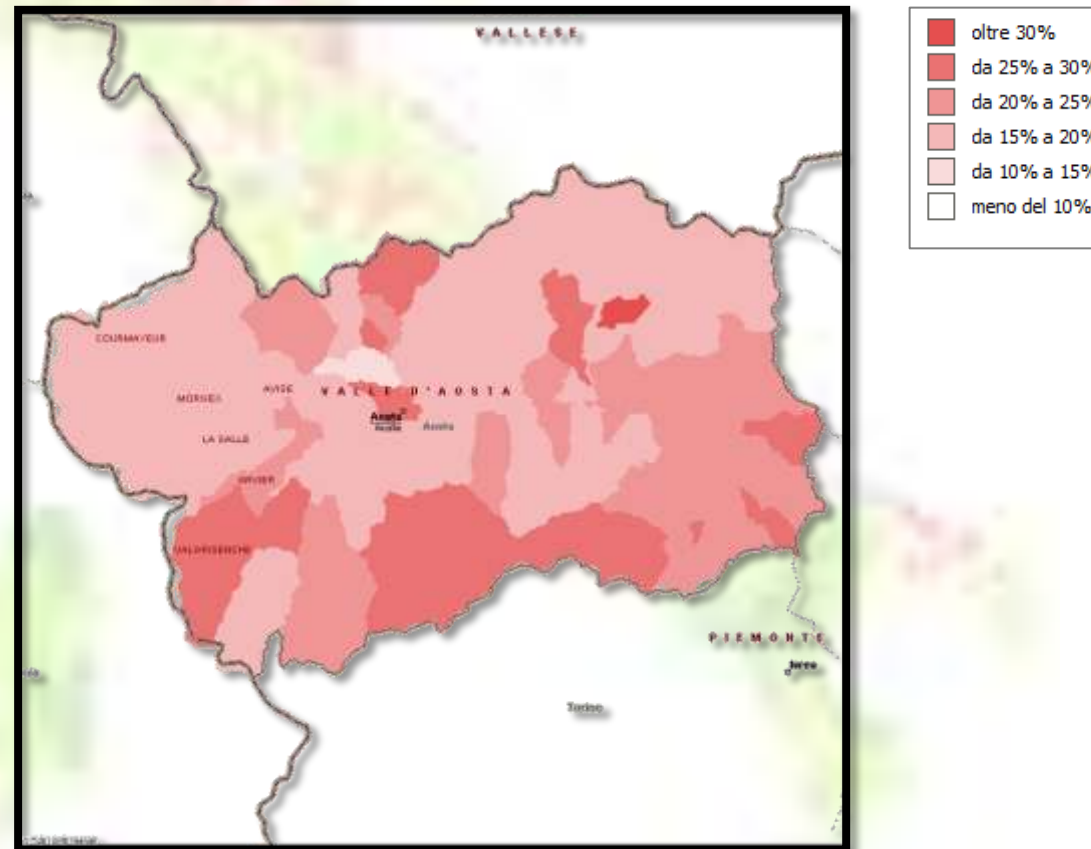 VALLESE
COURMAYEUR
MORGEX
AVISE
VALLE D'AOSTA
Aosta
Aosta
LA SALLE
ARVIER
VALGRISENCHE
PIEMONTE
Ivrea
Torino
oltre 30%
da 25% a 30%
da 20% a 25%
da 15% a 20%
da 10% a 15%
meno del 10%